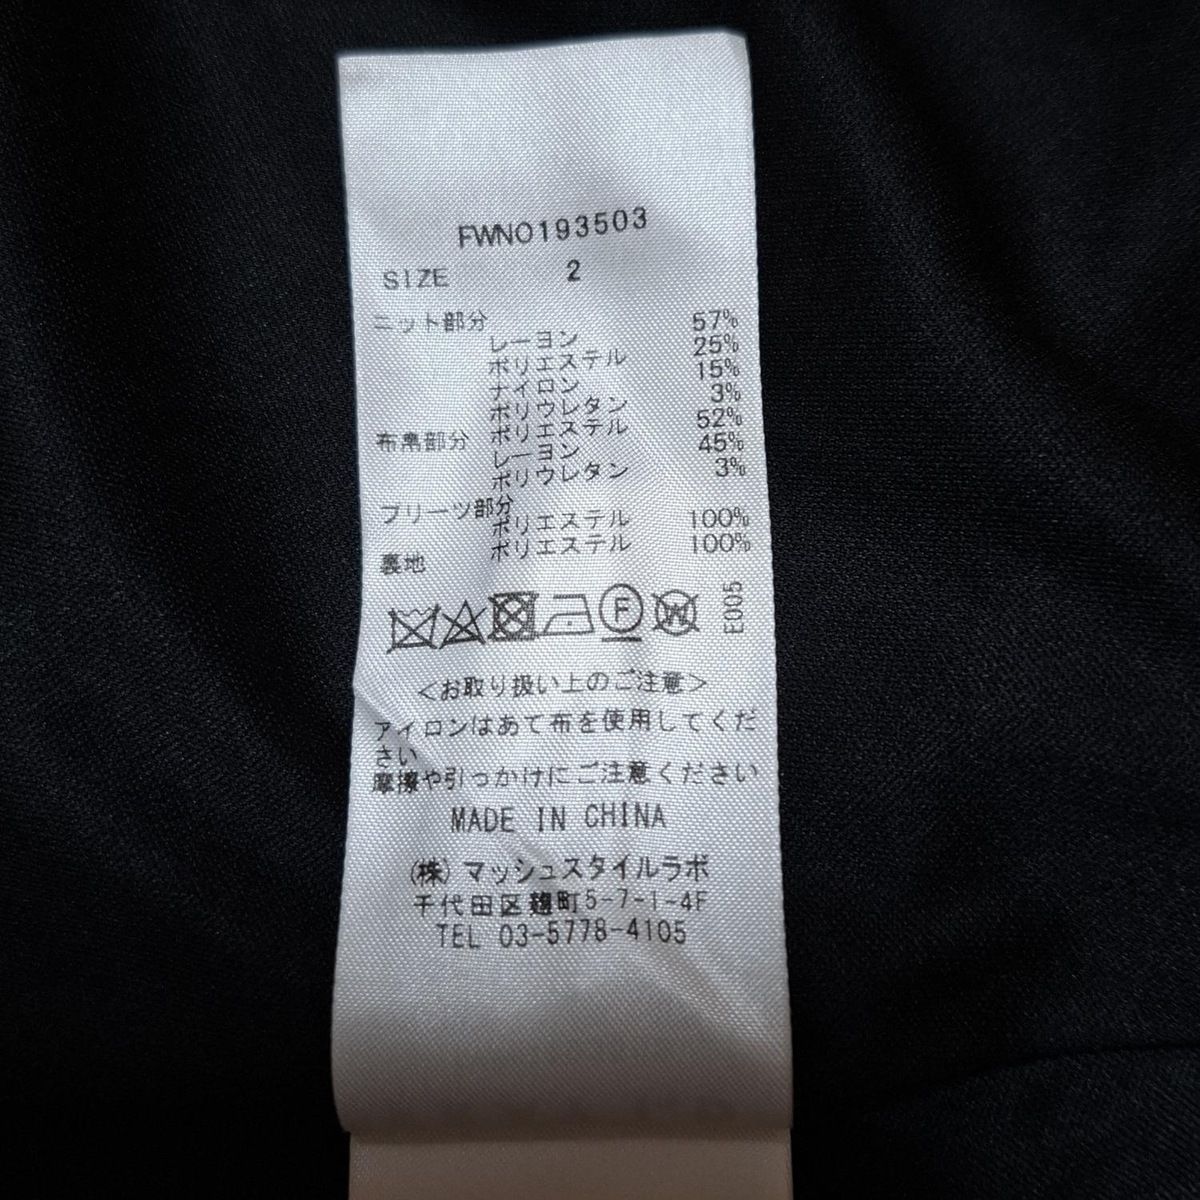 FWNO193503
SIZE 2
ニット部分
レーヨン 57%
ポリエステル 25%
ナイロン 15%
ポリウレタン 3%
布帛部分 ポリエステル 52%
レーヨン 45%
ポリウレタン 3%
プリーツ部分
ポリエステル 100%
裏地 ポリエステル 100%
F W E005
<お取り扱い上のご注意>
アイロンはあて布を使用してくだ
さい
摩擦や引っかけにご注意ください
MADE IN CHINA
(株)マッシュスタイルラボ
千代田区麹町5-7-1-4F
TEL 03-5778-4105